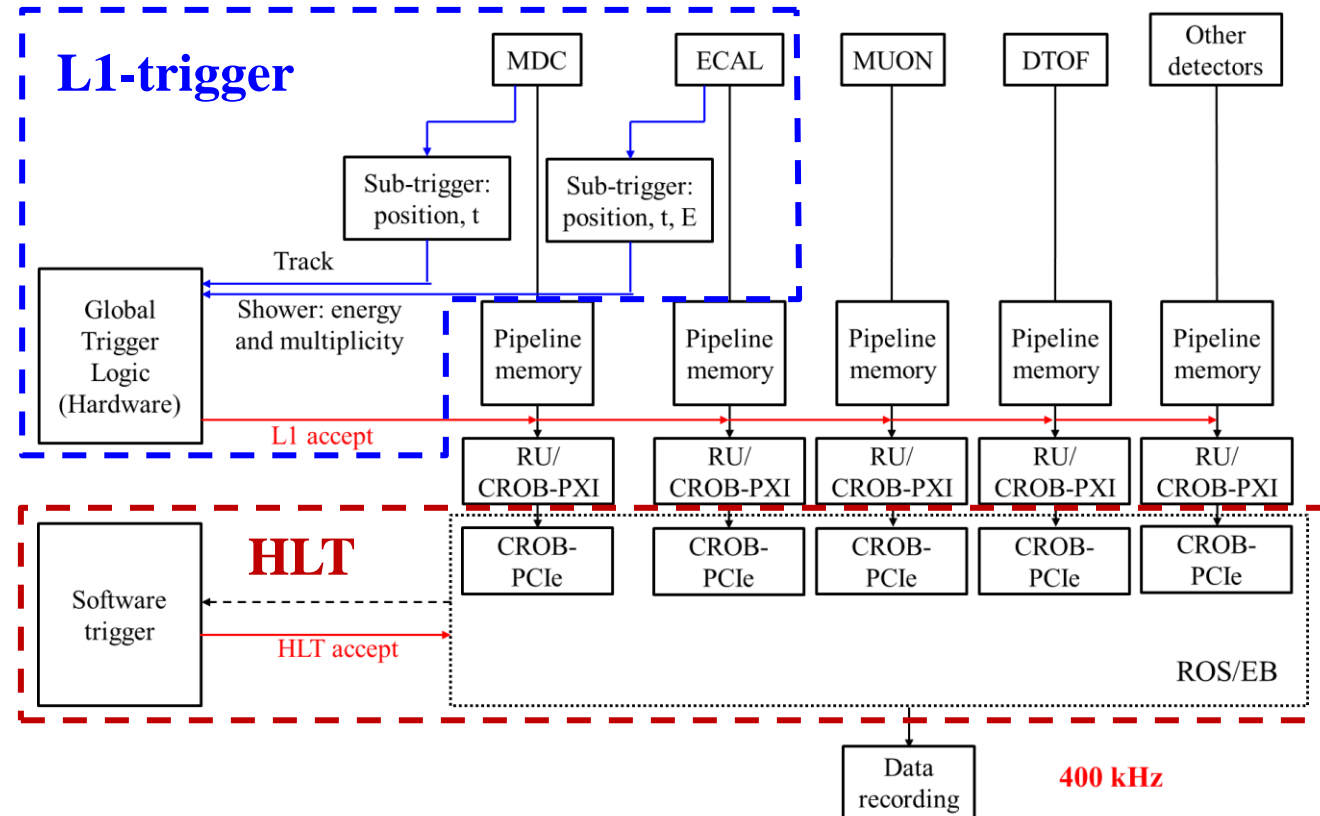 L1-trigger
MDC
ECAL
MUON
DTOF
Other
detectors
Sub-trigger:
position, t
Sub-trigger:
position, t, E
Track
Shower: energy
and multiplicity
Global
Trigger
Logic
(Hardware)
Pipeline
memory
Pipeline
memory
Pipeline
memory
Pipeline
memory
Pipeline
memory
L1 accept
RU/
CROB-PXI
RU/
CROB-PXI
RU/
CROB-PXI
RU/
CROB-PXI
RU/
CROB-PXI
HLT
Software
trigger
HLT accept
CROB-
PCIe
CROB-
PCIe
CROB-
PCIe
CROB-
PCIe
CROB-
PCIe
ROS/EB
Data
recording
400 kHz